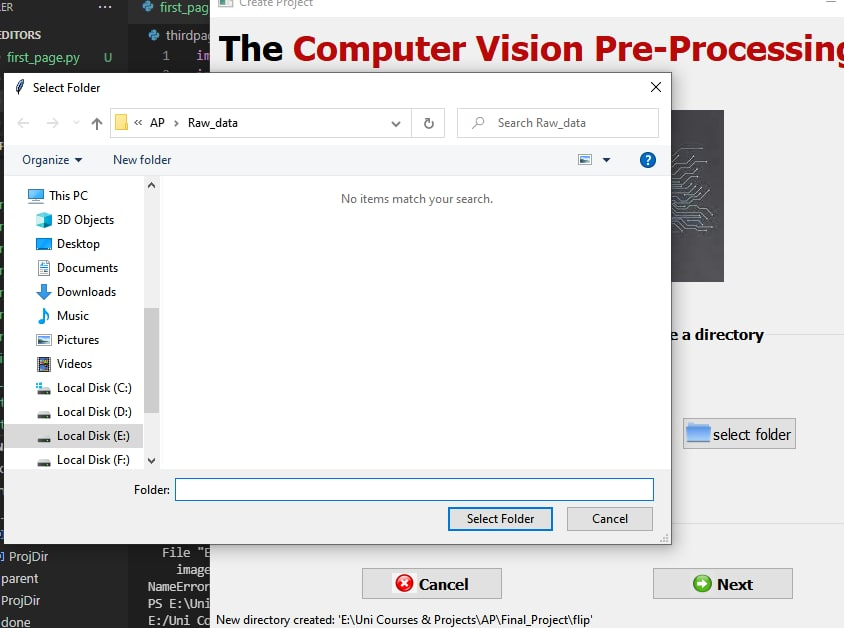 ER
...
first_pag
Create Project
EDITORS
thirdpac
The Computer Vision Pre-Processing
first_page.py U
1 im
Select Folder
« AP > Raw_data
Search Raw_data
Organize
New folder
?
This PC
No items match your search.
3D Objects
Desktop
Documents
Downloads
Music
e a directory
Pictures
Videos
Local Disk (C:)
Local Disk (D:)
Local Disk (E:)
select folder
Local Disk (F:)
Folder:
Select Folder
Cancel
ProjDir
File "E
parent
image
Cancel
Next
NameError
ProjDir
PS E:\Uni
done
E:/Uni Co
New directory created: 'E:\Uni Courses & Projects\AP\Final_Project\flip'